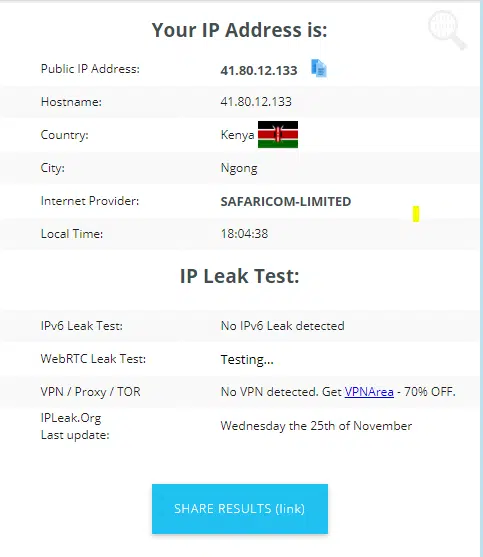 Your IP Address is:
Public IP Address: 41.80.12.133
Hostname: 41.80.12.133
Country: Kenya
City: Ngong
Internet Provider: SAFARICOM-LIMITED
Local Time: 18:04:38
IP Leak Test:
IPv6 Leak Test: No IPv6 Leak detected
WebRTC Leak Test: Testing...
VPN / Proxy / TOR No VPN detected. Get VPNArea - 70% OFF.
IPLeak.Org
Last update: Wednesday the 25th of November
SHARE RESULTS (link)